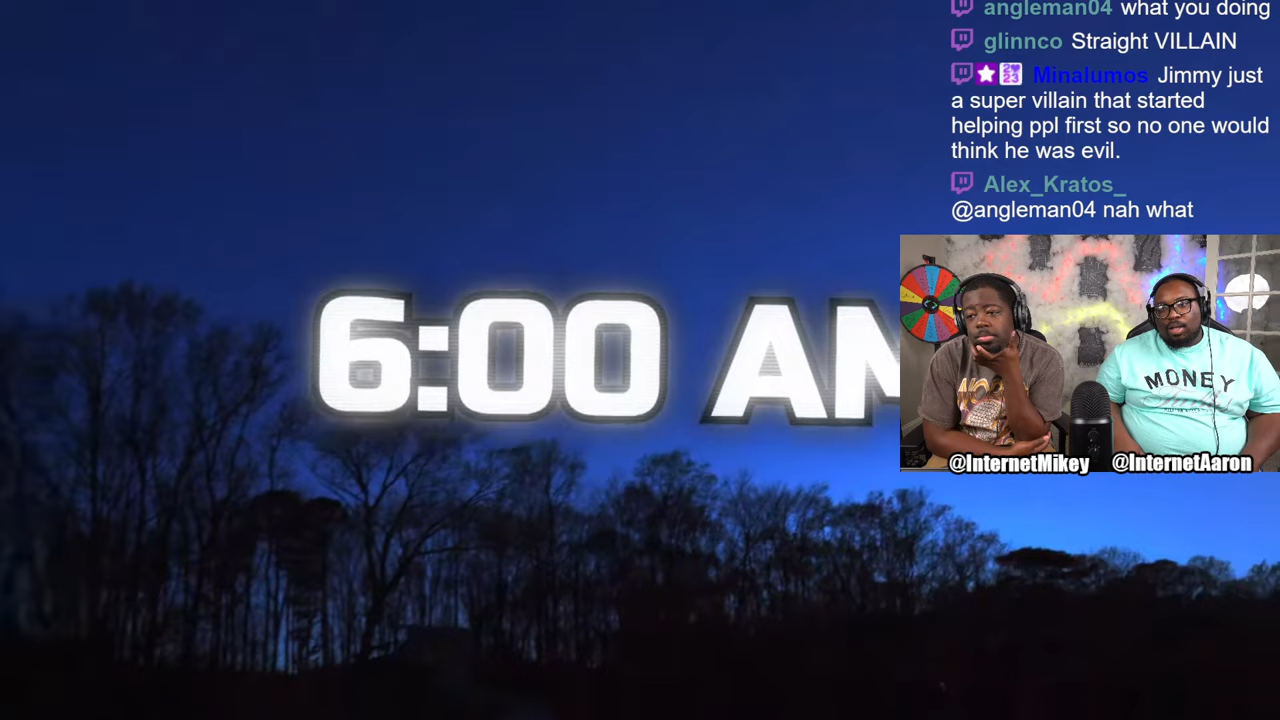 angleman04 what you doing
glinnco Straight VILLAIN
Minalumos Jimmy just
a super villain that started
helping ppl first so no one would
think he was evil.
Alex_Kratos_
@angleman04 nah what
6:00 AM
MONEY
@InternetMikey @InternetAaron